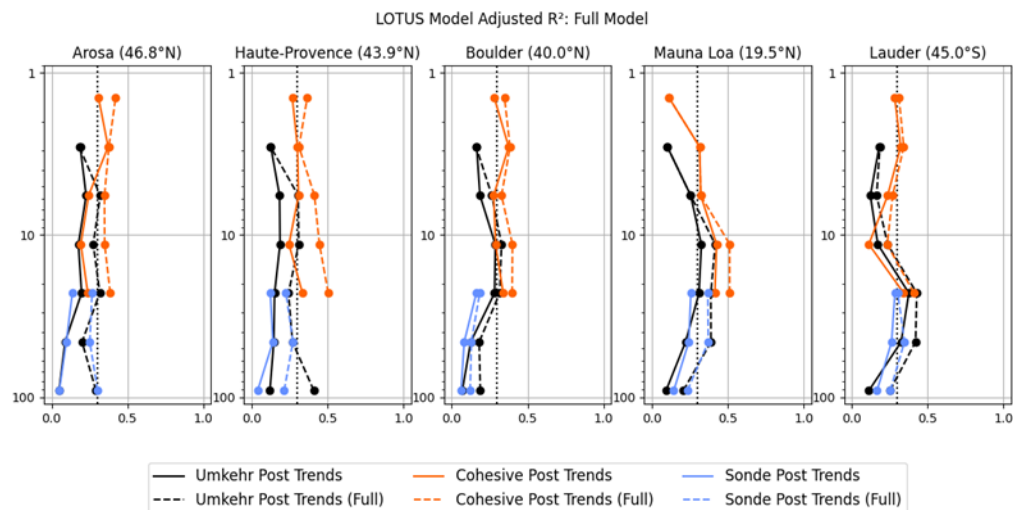 LOTUS Model Adjusted R²: Full Model
Arosa (46.8°N) Haute-Provence (43.9°N) Boulder (40.0°N) Mauna Loa (19.5°N) Lauder (45.0°S)
1 1 1 1 1
10 10 10 10 10
100 100 100 100 100
0.0 0.5 1.0 0.0 0.5 1.0 0.0 0.5 1.0 0.0 0.5 1.0 0.0 0.5 1.0
Umkehr Post Trends Cohesive Post Trends Sonde Post Trends
Umkehr Post Trends (Full) Cohesive Post Trends (Full) Sonde Post Trends (Full)